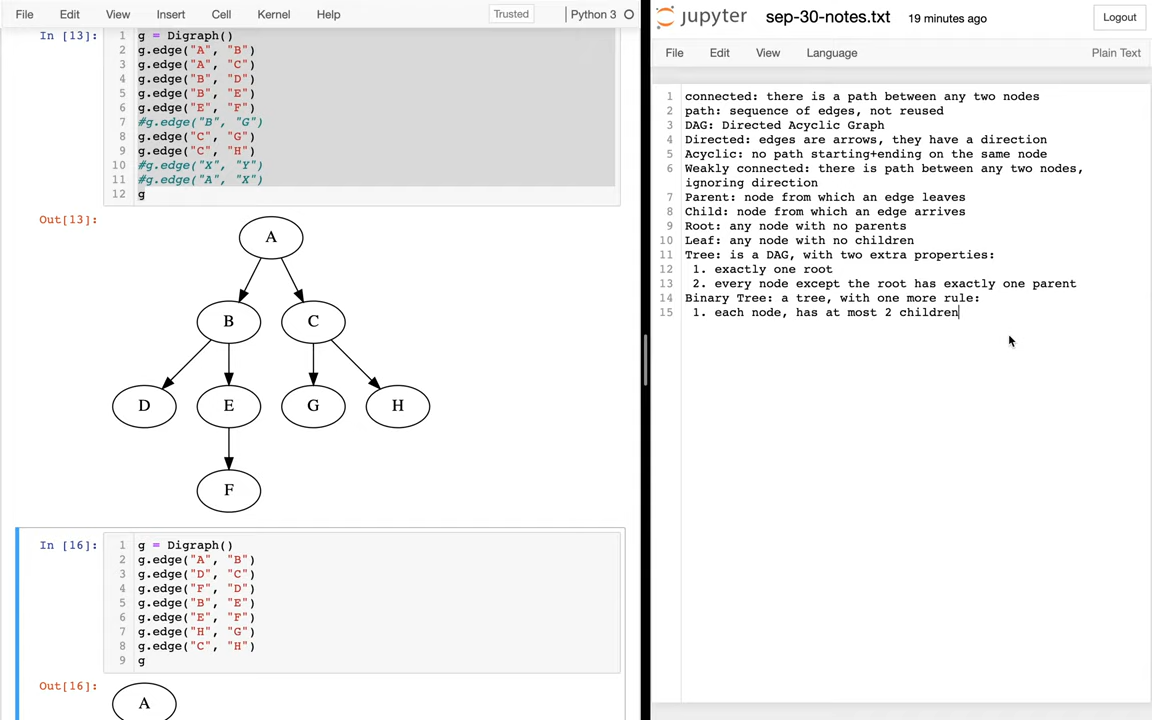 File Edit View Insert Cell Kernel Help Trusted Python 3
In [13]:
1 g = Digraph()
2 g.edge("A", "B")
3 g.edge("A", "C")
4 g.edge("B", "D")
5 g.edge("B", "E")
6 g.edge("E", "F")
7 #g.edge("B", "G")
8 g.edge("C", "G")
9 g.edge("C", "H")
10 #g.edge("X", "Y")
11 #g.edge("A", "X")
12 g
Out[13]:
A
B C
D E G H
F
In [16]:
1 g = Digraph()
2 g.edge("A", "B")
3 g.edge("D", "C")
4 g.edge("F", "D")
5 g.edge("B", "E")
6 g.edge("E", "F")
7 g.edge("H", "G")
8 g.edge("C", "H")
9 g
Out[16]:
A
jupyter sep-30-notes.txt 19 minutes ago Logout
File Edit View Language Plain Text
1 connected: there is a path between any two nodes
2 path: sequence of edges, not reused
3 DAG: Directed Acyclic Graph
4 Directed: edges are arrows, they have a direction
5 Acyclic: no path starting+ending on the same node
6 Weakly connected: there is path between any two nodes,
ignoring direction
7 Parent: node from which an edge leaves
8 Child: node from which an edge arrives
9 Root: any node with no parents
10 Leaf: any node with no children
11 Tree: is a DAG, with two extra properties:
12 1. exactly one root
13 2. every node except the root has exactly one parent
14 Binary Tree: a tree, with one more rule:
15 1. each node, has at most 2 children